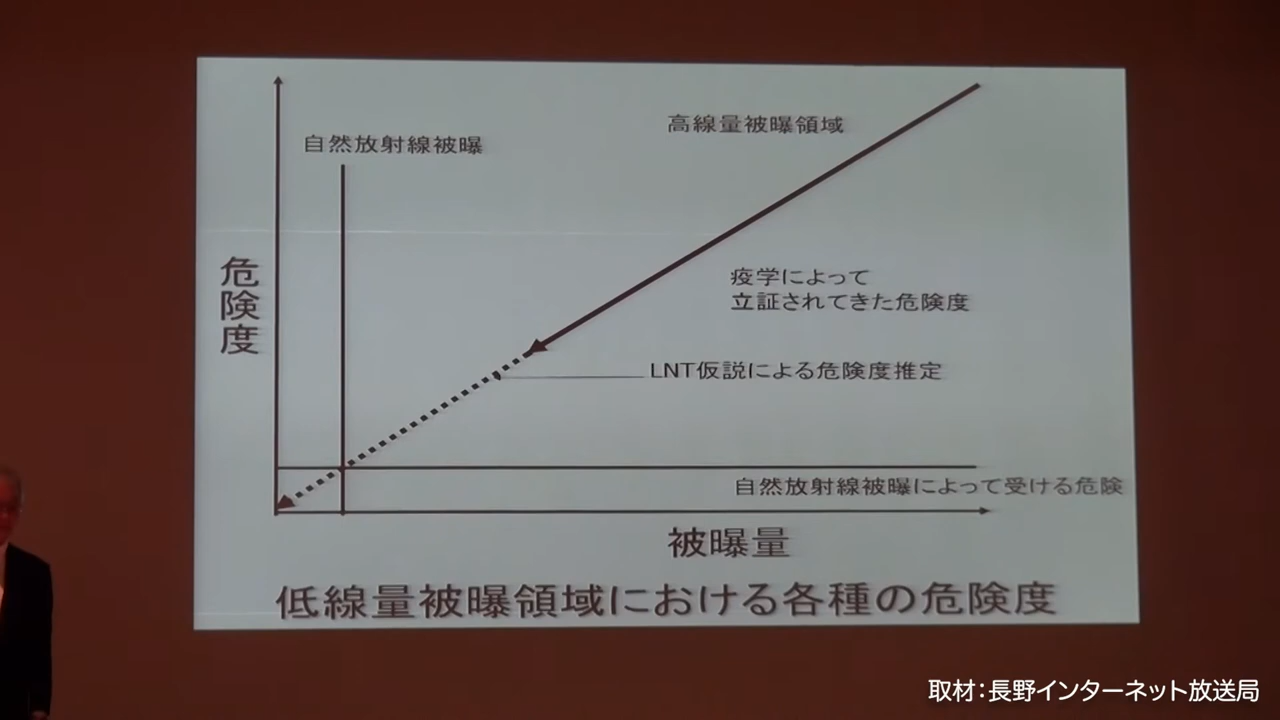 自然放射線被曝
高線量被曝領域
危険度
疫学によって
立証されてきた危険度
LNT仮説による危険度推定
自然放射線被曝によって受ける危険
被曝量
低線量被曝領域における各種の危険度
取材：長野インターネット放送局